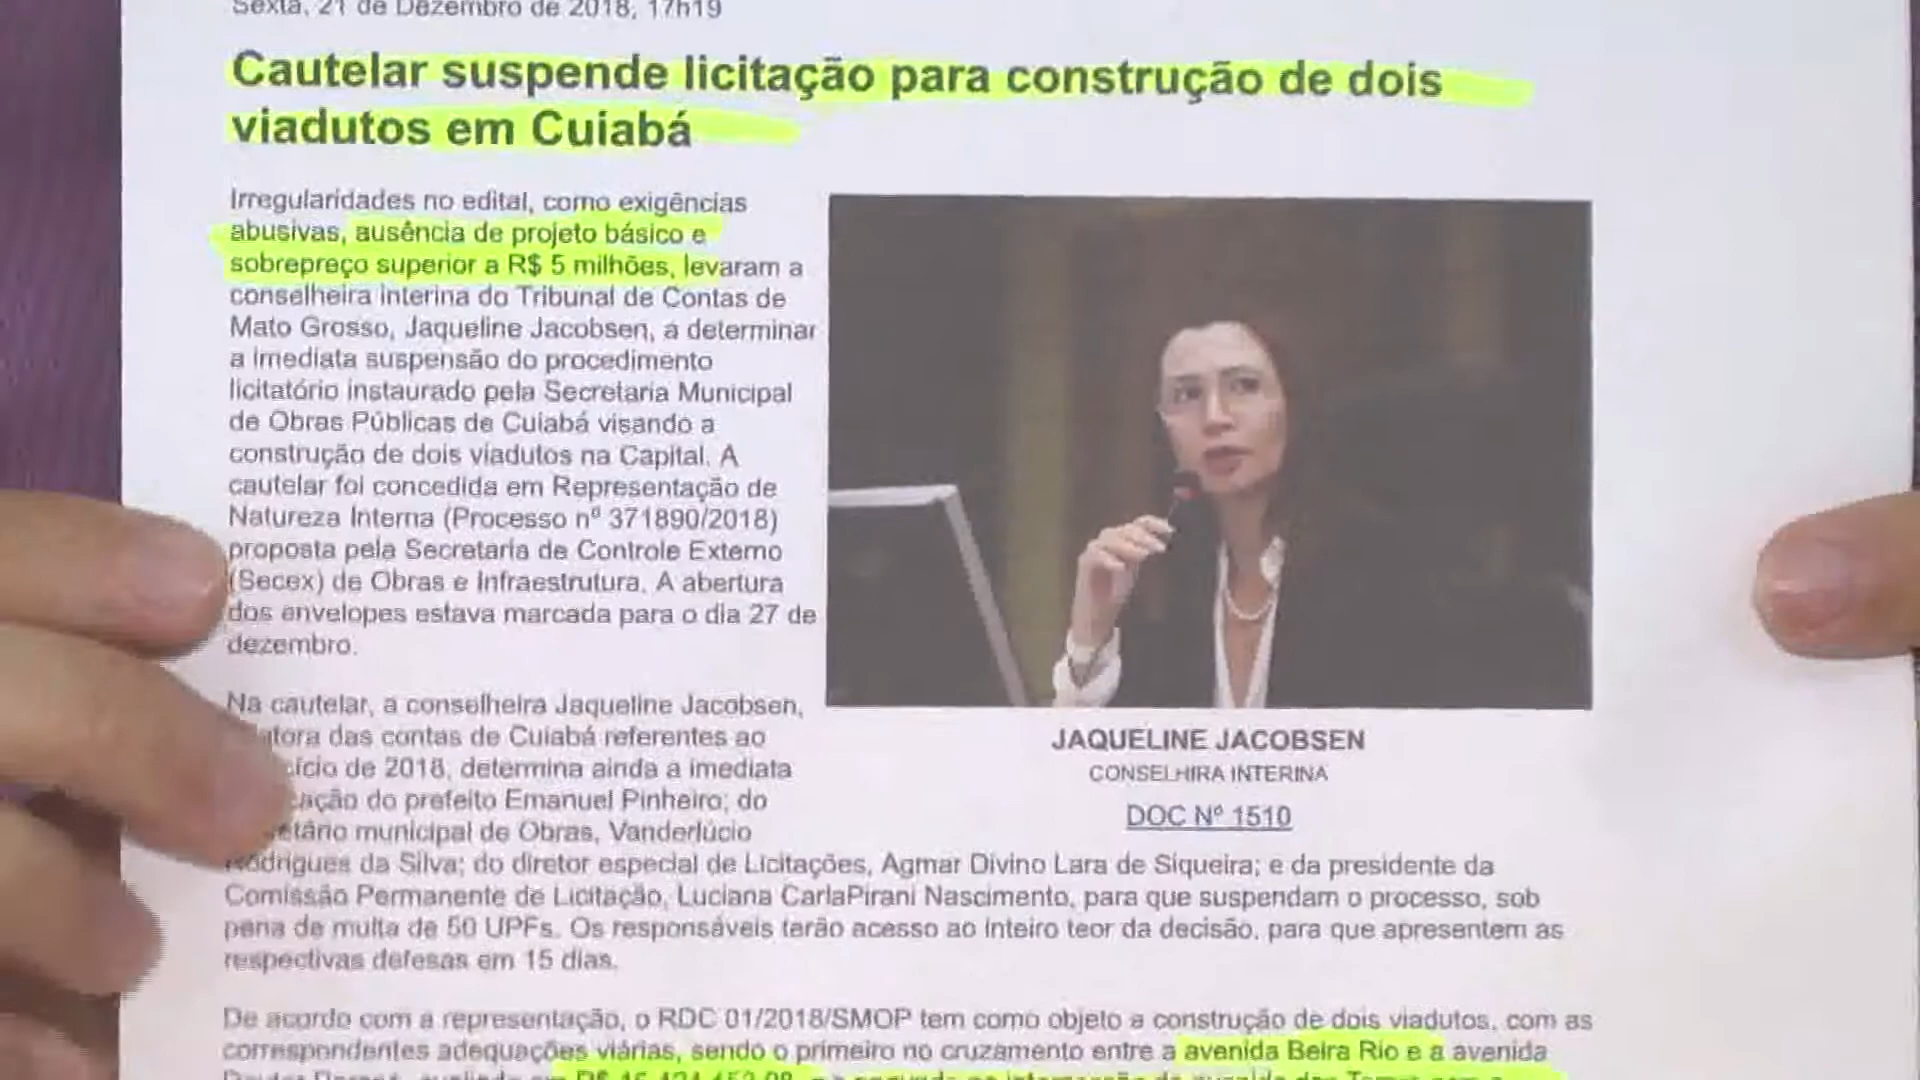 Sexta, 21 de Dezembro de 2018, 17h19
Cautelar suspende licitação para construção de dois
viadutos em Cuiabá
Irregularidades no edital, como exigências
abusivas, ausência de projeto básico e
sobrepreço superior a R$ 5 milhões, levaram a
conselheira interina do Tribunal de Contas de
Mato Grosso, Jaqueline Jacobsen, a determinar
a imediata suspensão do procedimento
licitatório instaurado pela Secretaria Municipal
de Obras Públicas de Cuiabá visando a
construção de dois viadutos na Capital. A
cautelar foi concedida em Representação de
Natureza Interna (Processo nº 371890/2018)
proposta pela Secretaria de Controle Externo
(Secex) de Obras e Infraestrutura. A abertura
dos envelopes estava marcada para o dia 27 de
dezembro.
Na cautelar, a conselheira Jaqueline Jacobsen,
das contas de Cuiabá referentes ao
de 2018, determina ainda a imediata
do prefeito Emanuel Pinheiro; do
municipal de Obras, Vanderlúcio
Rodrigues da Silva; do diretor especial de Licitações, Agmar Divino Lara de Siqueira; e da presidente da
Comissão Permanente de Licitação, Luciana CarlaPirani Nascimento, para que suspendam o processo, sob
pena de multa de 50 UPFs. Os responsáveis terão acesso ao inteiro teor da decisão, para que apresentem as
respectivas defesas em 15 dias.
JAQUELINE JACOBSEN
CONSELHIRA INTERINA
DOC Nº 1510
De acordo com a representação, o RDC 01/2018/SMOP tem como objeto a construção de dois viadutos, com as
correspondentes adequações viárias, sendo o primeiro no cruzamento entre a avenida Beira Rio e a avenida